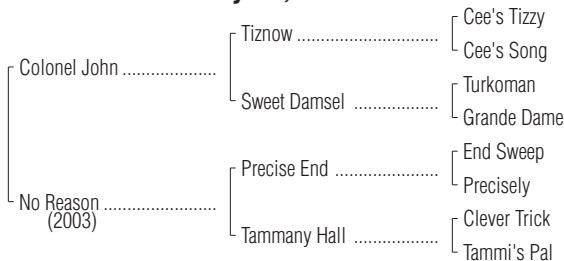 Cee's Tizzy
Tiznow ..................................
Cee's Song
Colonel John ......................
Turkoman
Sweet Damsel ....................
Grande Dame
End Sweep
Precise End ........................
Precisely
No Reason ..........................
(2003)
Clever Trick
Tammany Hall ....................
Tammi's Pal